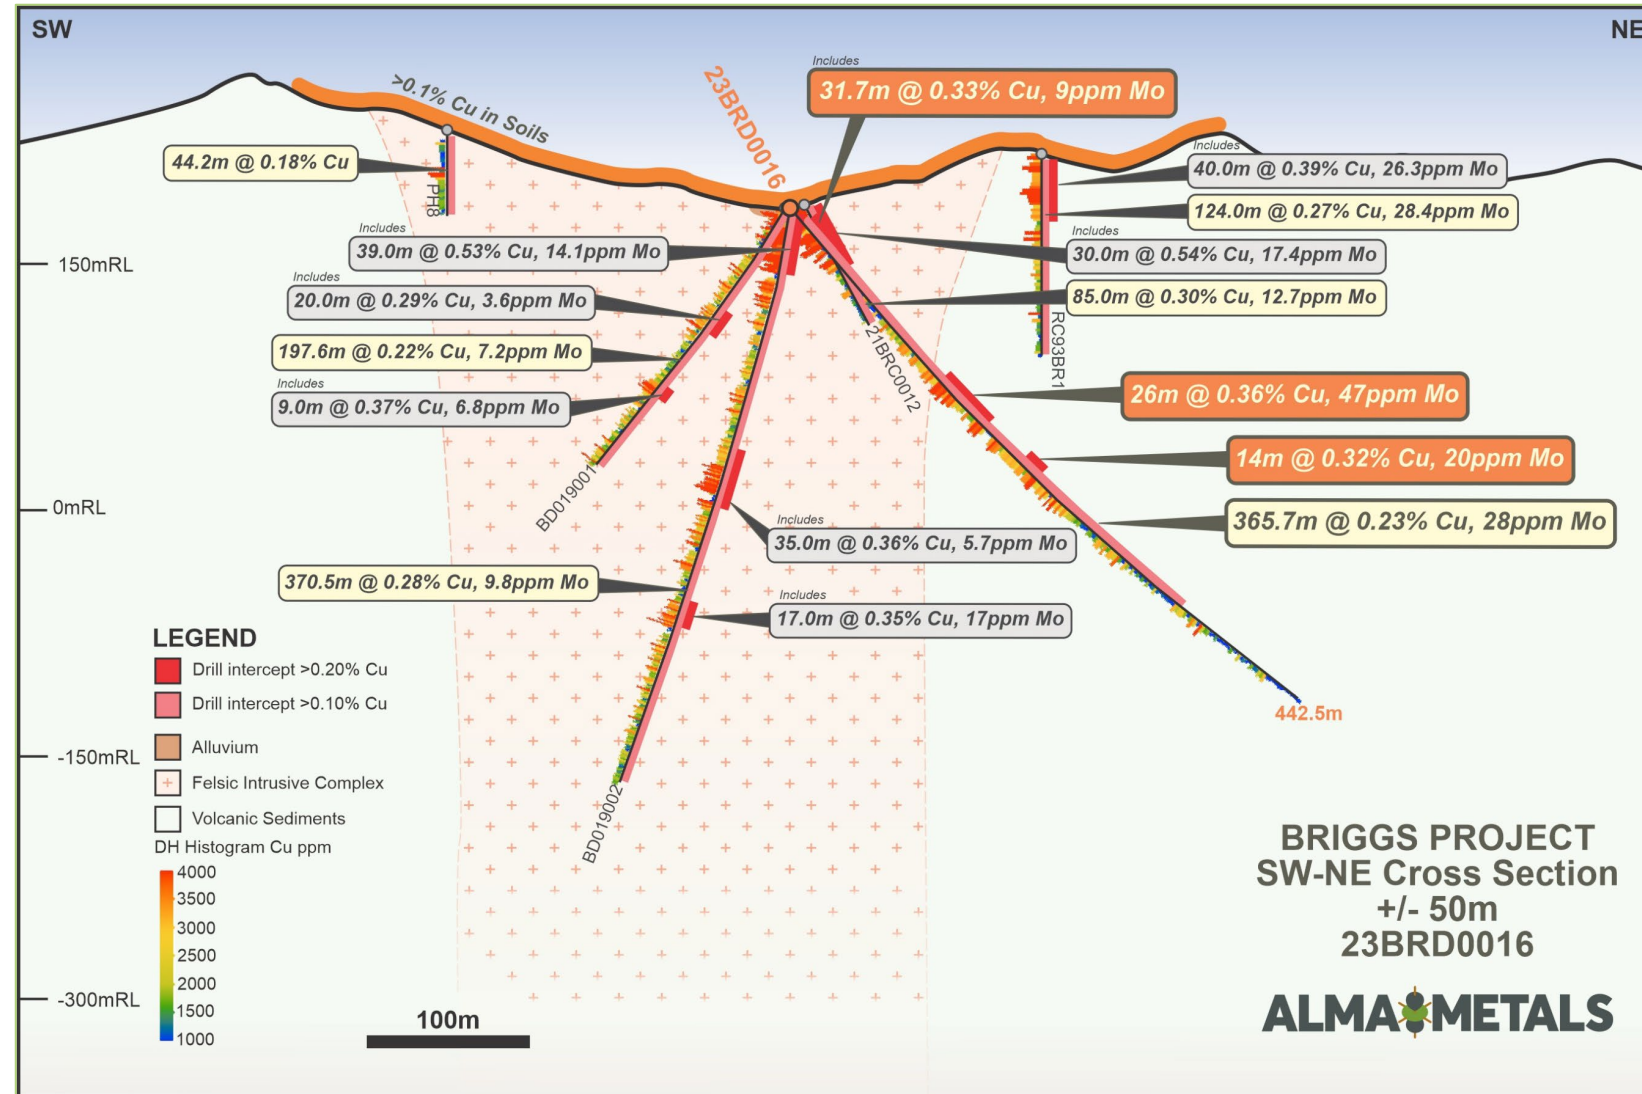 SW
NE
>0.1% Cu in Soils
23BRD0016
Includes
31.7m @ 0.33% Cu, 9ppm Mo
44.2m @ 0.18% Cu
PH8
Includes
40.0m @ 0.39% Cu, 26.3ppm Mo
124.0m @ 0.27% Cu, 28.4ppm Mo
Includes
39.0m @ 0.53% Cu, 14.1ppm Mo
Includes
30.0m @ 0.54% Cu, 17.4ppm Mo
150mRL
Includes
20.0m @ 0.29% Cu, 3.6ppm Mo
85.0m @ 0.30% Cu, 12.7ppm Mo
RC93BR1
21BRC0012
197.6m @ 0.22% Cu, 7.2ppm Mo
Includes
9.0m @ 0.37% Cu, 6.8ppm Mo
26m @ 0.36% Cu, 47ppm Mo
14m @ 0.32% Cu, 20ppm Mo
BD019001
0mRL
365.7m @ 0.23% Cu, 28ppm Mo
Includes
35.0m @ 0.36% Cu, 5.7ppm Mo
370.5m @ 0.28% Cu, 9.8ppm Mo
Includes
17.0m @ 0.35% Cu, 17ppm Mo
442.5m
BD019002
-150mRL
-300mRL
LEGEND
Drill intercept >0.20% Cu
Drill intercept >0.10% Cu
Alluvium
Felsic Intrusive Complex
Volcanic Sediments
DH Histogram Cu ppm
4000
3500
3000
2500
2000
1500
1000
100m
BRIGGS PROJECT
SW-NE Cross Section
+/- 50m
23BRD0016
ALMA METALS